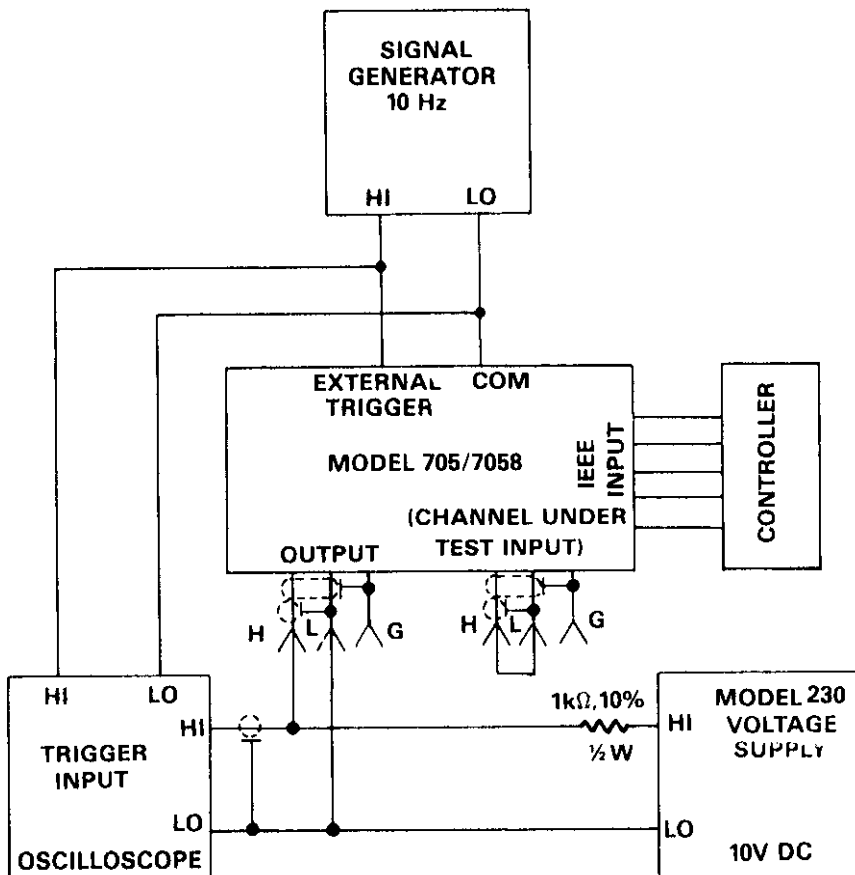 SIGNAL
GENERATOR
10 Hz
HI LO
EXTERNAL COM
TRIGGER
MODEL 705/7058
IEEE
INPUT
CONTROLLER
(CHANNEL UNDER
OUTPUT TEST INPUT)
H L G H L G
HI LO
HI
TRIGGER
INPUT
LO
OSCILLOSCOPE
1kΩ, 10%
½ W
MODEL 230
HI VOLTAGE
SUPPLY
LO
10V DC